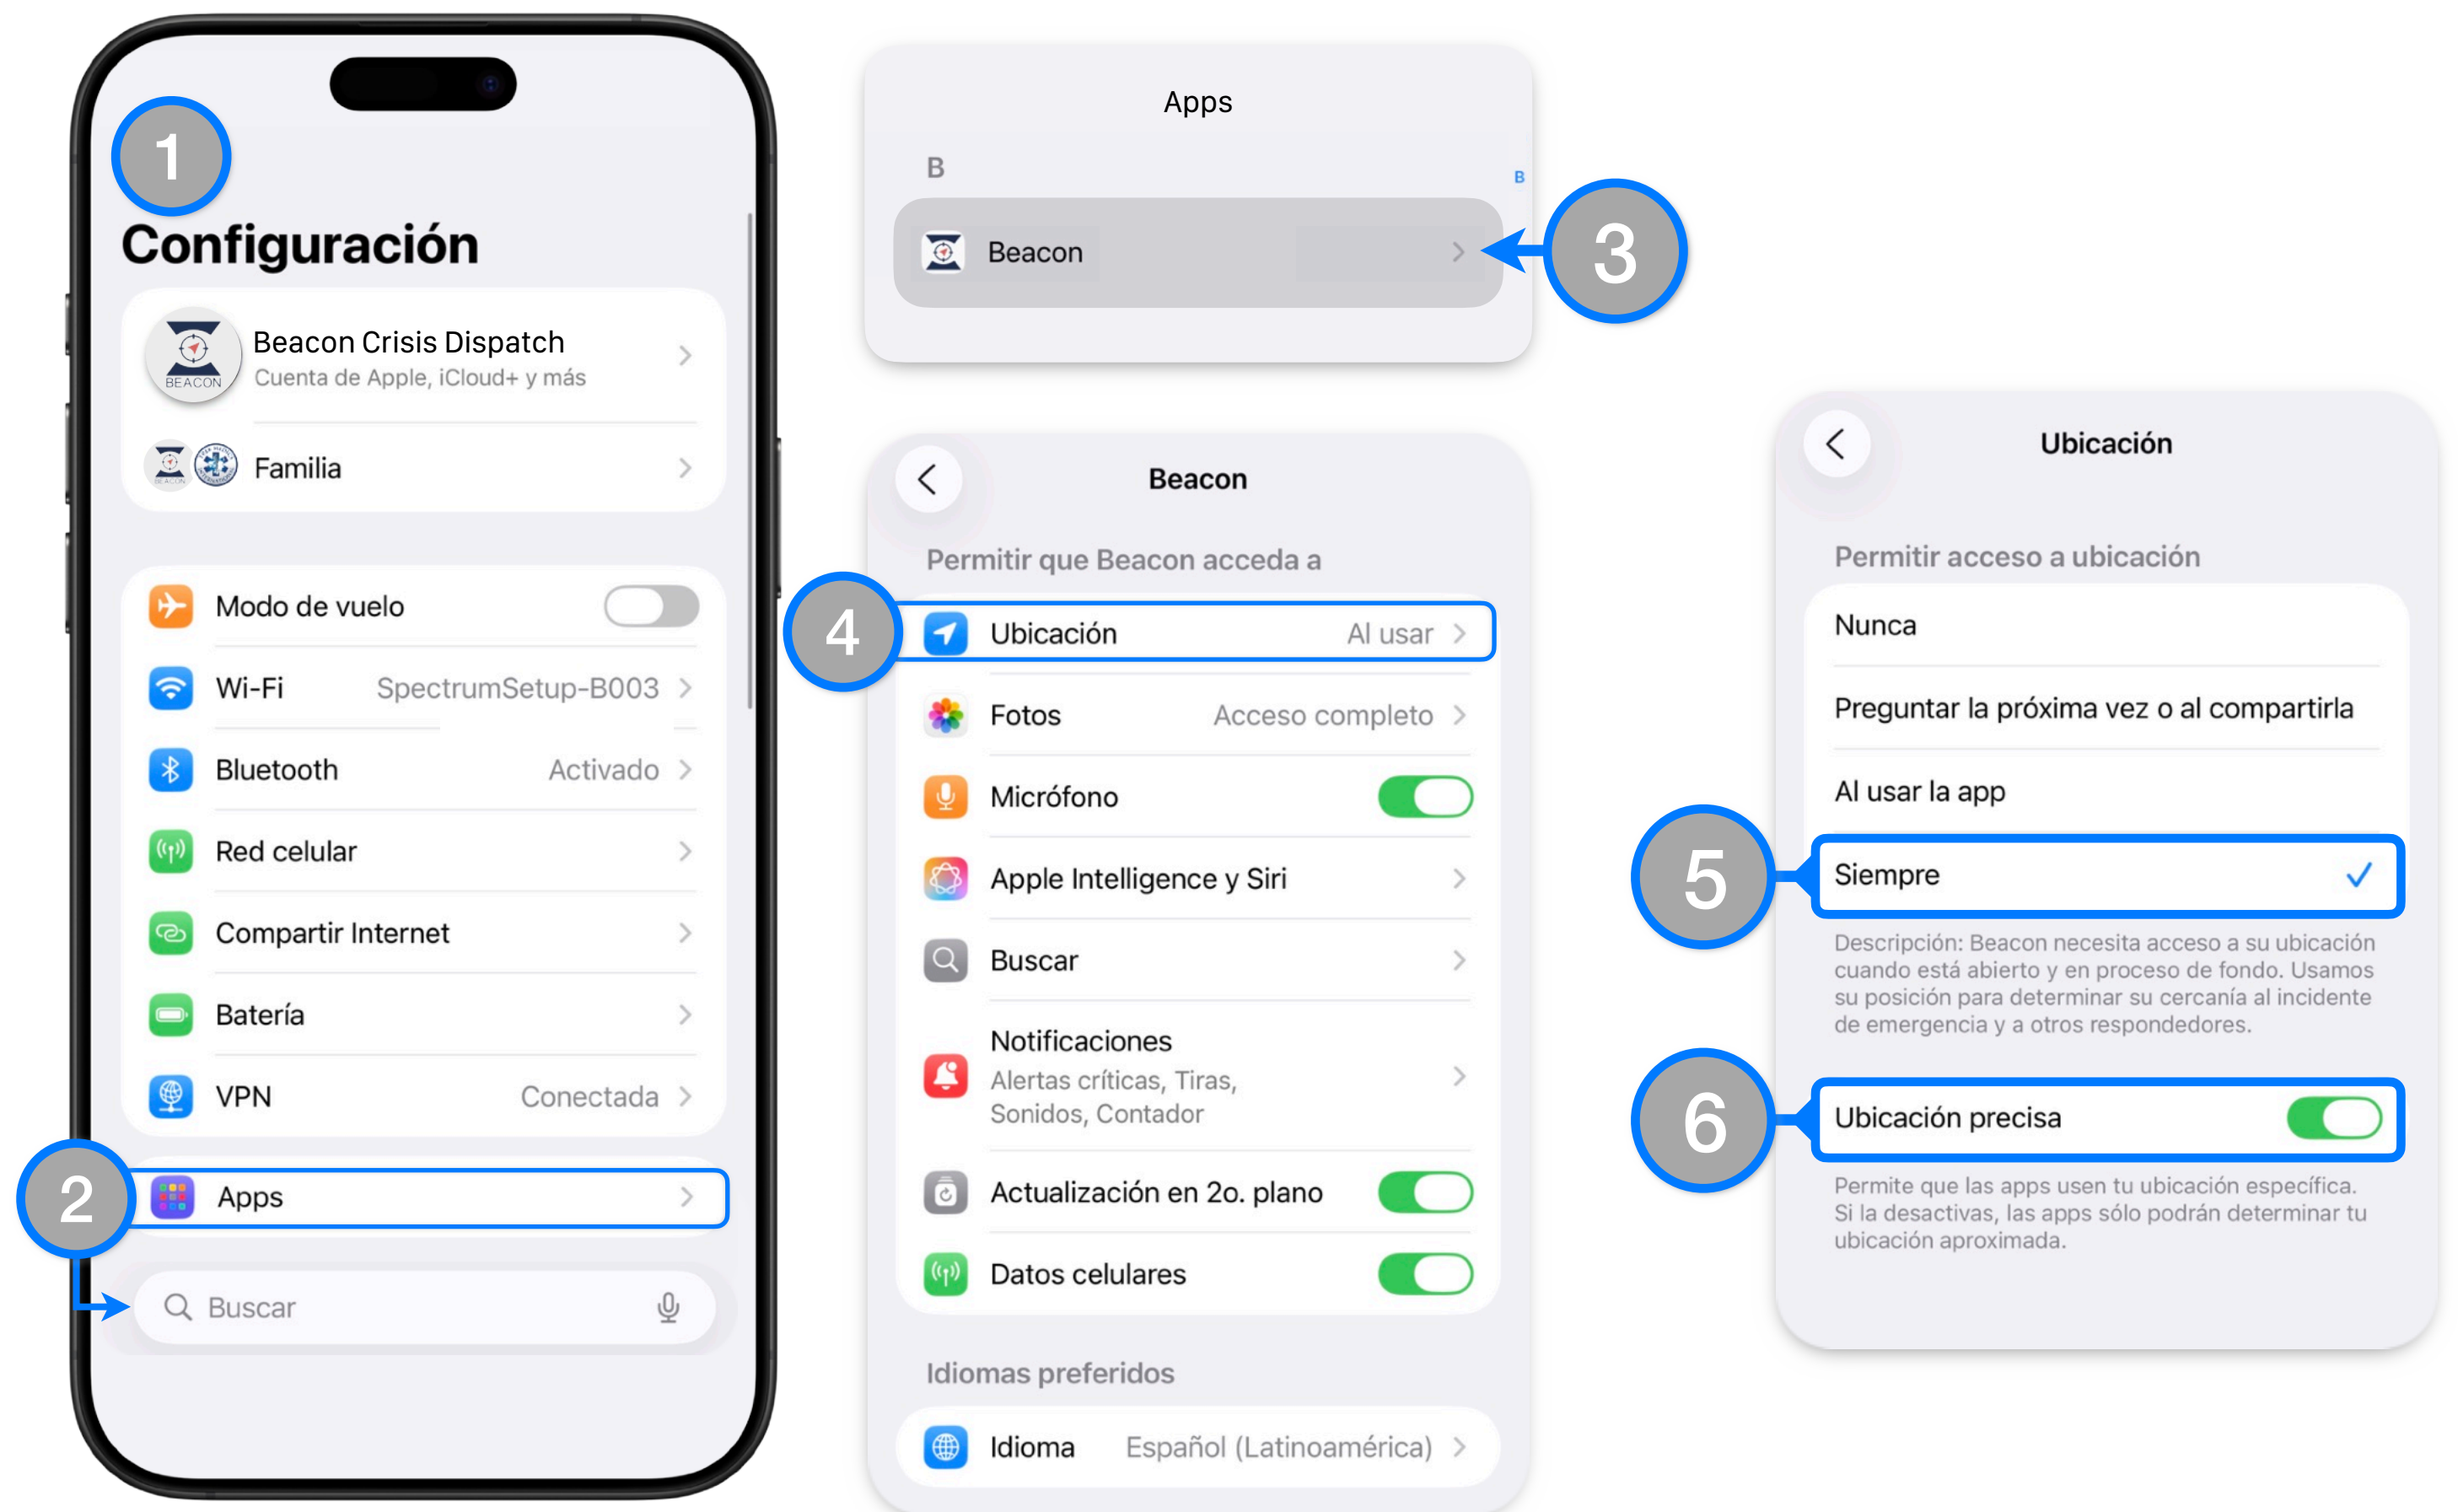 1
Configuración
Beacon Crisis Dispatch
Cuenta de Apple, iCloud+ y más
BEACON
Familia
BEACON
Modo de vuelo
Wi-Fi SpectrumSetup-B003
Bluetooth Activado
Red celular
Compartir Internet
Batería
VPN Conectada
2
Apps
Buscar
Apps
B
B
Beacon
3
Beacon
Permitir que Beacon acceda a
4
Ubicación Al usar
Fotos Acceso completo
Micrófono
Apple Intelligence y Siri
Buscar
Notificaciones
Alertas críticas, Tiras,
Sonidos, Contador
Actualización en 2o. plano
Datos celulares
Idiomas preferidos
Idioma Español (Latinoamérica)
Ubicación
Permitir acceso a ubicación
Nunca
Preguntar la próxima vez o al compartirla
Al usar la app
5
Siempre
Descripción: Beacon necesita acceso a su ubicación
cuando está abierto y en proceso de fondo. Usamos
su posición para determinar su cercanía al incidente
de emergencia y a otros respondedores.
6
Ubicación precisa
Permite que las apps usen tu ubicación específica.
Si la desactivas, las apps sólo podrán determinar tu
ubicación aproximada.